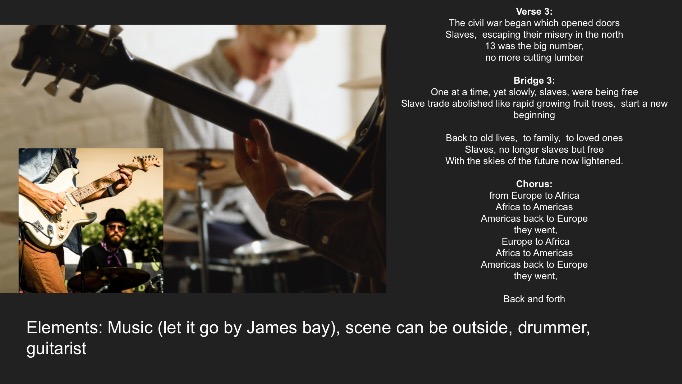 Verse 3:
The civil war began which opened doors
Slaves,  escaping their misery in the north
13 was the big number,
no more cutting lumber
Bridge 3:
One at a time, yet slowly, slaves, were being free
Slave trade abolished like rapid growing fruit trees,  start a new
beginning
Back to old lives,  to family,  to loved ones
Slaves, no longer slaves but free
With the skies of the future now lightened.
Chorus:
from Europe to Africa
Africa to Americas
Americas back to Europe
they went,
Europe to Africa
Africa to Americas
Americas back to Europe
they went,
Back and forth
Elements: Music (let it go by James bay), scene can be outside, drummer,
guitarist